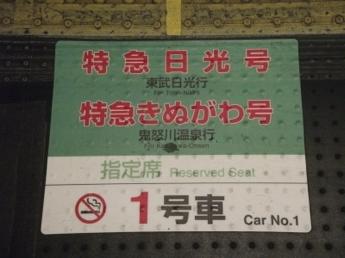 特急日光号
東武日光行
For Tobu-Nikko
特急きぬがわ号
鬼怒川温泉行
For Kinugawa-Onsen
指定席 Reserved Seat
1号車 Car No.1